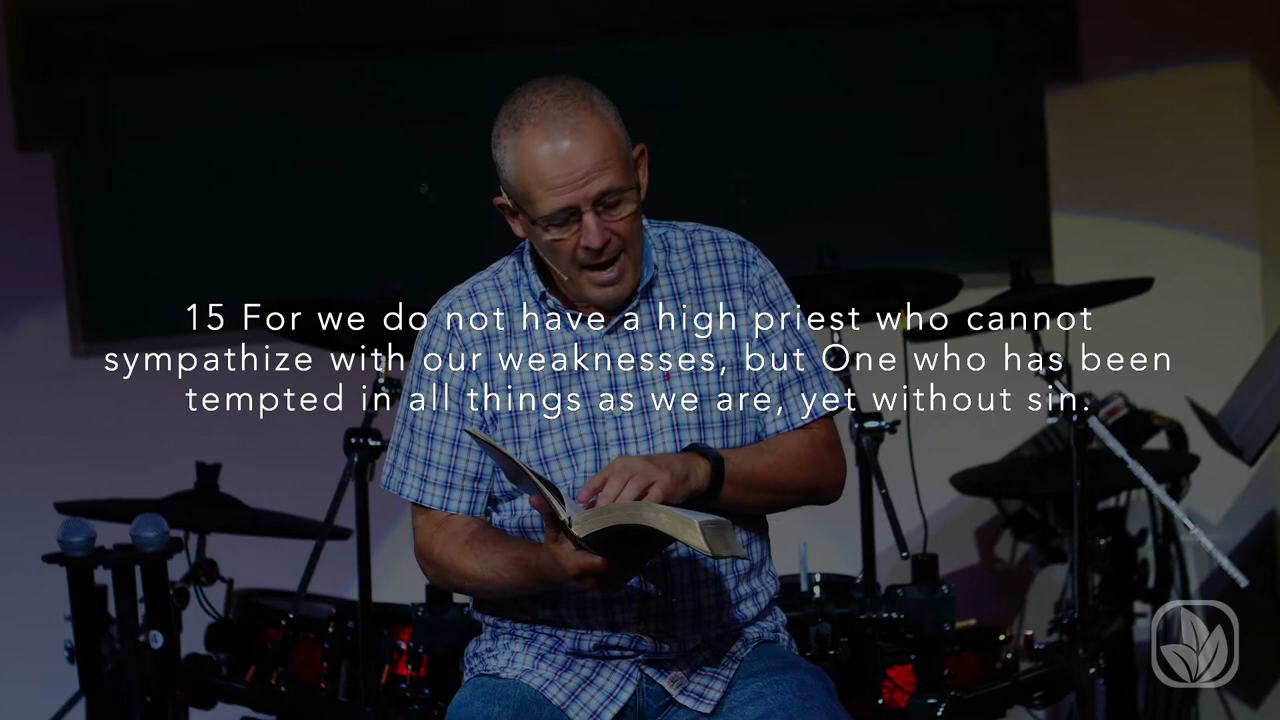 15 For we do not have a high priest who cannot
sympathize with our weaknesses, but One who has been
tempted in all things as we are, yet without sin.